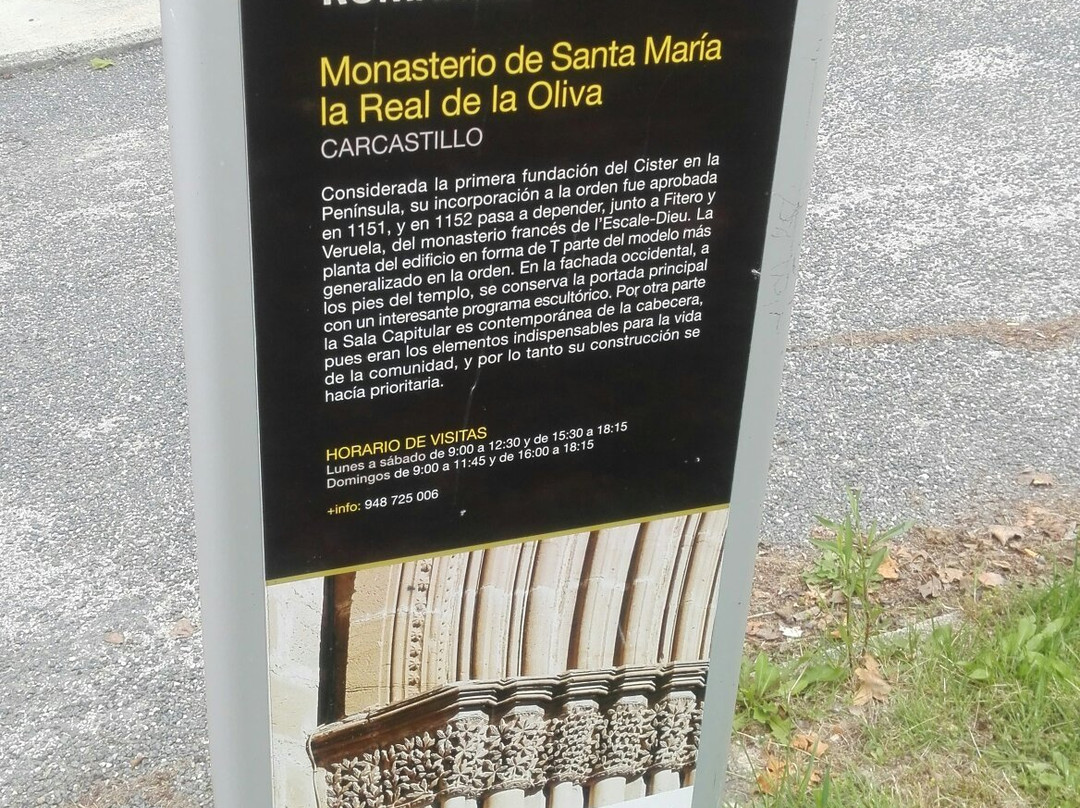 Monasterio de Santa María
la Real de la Oliva
CARCASTILLO
Considerada la primera fundación del Cister en la
Península, su incorporación a la orden fue aprobada
en 1151, y en 1152 pasa a depender, junto a Fitero y
Veruela, del monasterio francés de l'Escale-Dieu. La
planta del edificio en forma de T parte del modelo más
generalizado en la orden. En la fachada occidental, a
los pies del templo, se conserva la portada principal
con un interesante programa escultórico. Por otra parte
la Sala Capitular es contemporánea de la cabecera,
pues eran los elementos indispensables para la vida
de la comunidad, y por lo tanto su construcción se
hacía prioritaria.
HORARIO DE VISITAS
Lunes a sábado de 9:00 a 12:30 y de 15:30 a 18:15
Domingos de 9:00 a 11:45 y de 16:00 a 18:15
+info: 948 725 006